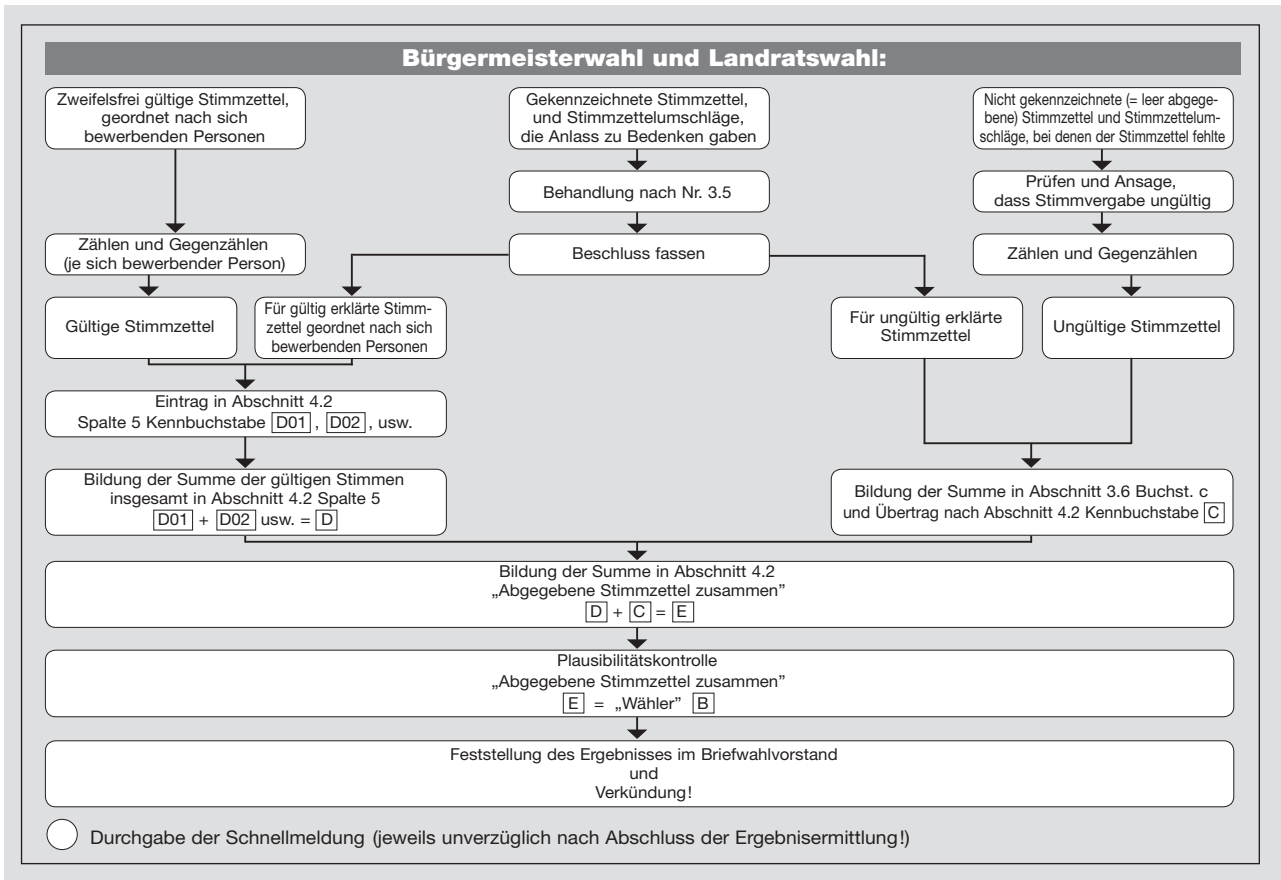 Bürgermeisterwahl und Landratswahl:
Zweifelsfrei gültige Stimmzettel,
geordnet nach sich
bewerbenden Personen
Gekennzeichnete Stimmzettel,
und Stimmzettelumschläge,
die Anlass zu Bedenken gaben
Nicht gekennzeichnete (= leer abgege-
bene) Stimmzettel und Stimmzettelum-
schläge, bei denen der Stimmzettel fehlte
Behandlung nach Nr. 3.5
Prüfen und Ansage,
dass Stimmvergabe ungültig
Zählen und Gegenzählen
(je sich bewerbender Person)
Beschluss fassen
Zählen und Gegenzählen
Gültige Stimmzettel
Für gültig erklärte Stimm-
zettel geordnet nach sich
bewerbenden Personen
Für ungültig erklärte
Stimmzettel
Ungültige Stimmzettel
Eintrag in Abschnitt 4.2
Spalte 5 Kennbuchstabe D01 , D02 , usw.
Bildung der Summe der gültigen Stimmen
insgesamt in Abschnitt 4.2 Spalte 5
D01 + D02 usw. = D
Bildung der Summe in Abschnitt 3.6 Buchst. c
und Übertrag nach Abschnitt 4.2 Kennbuchstabe C
Bildung der Summe in Abschnitt 4.2
„Abgegebene Stimmzettel zusammen”
D + C = E
Plausibilitätskontrolle
„Abgegebene Stimmzettel zusammen”
E = „Wähler” B
Feststellung des Ergebnisses im Briefwahlvorstand
und
Verkündung!
Durchgabe der Schnellmeldung (jeweils unverzüglich nach Abschluss der Ergebnisermittlung!)